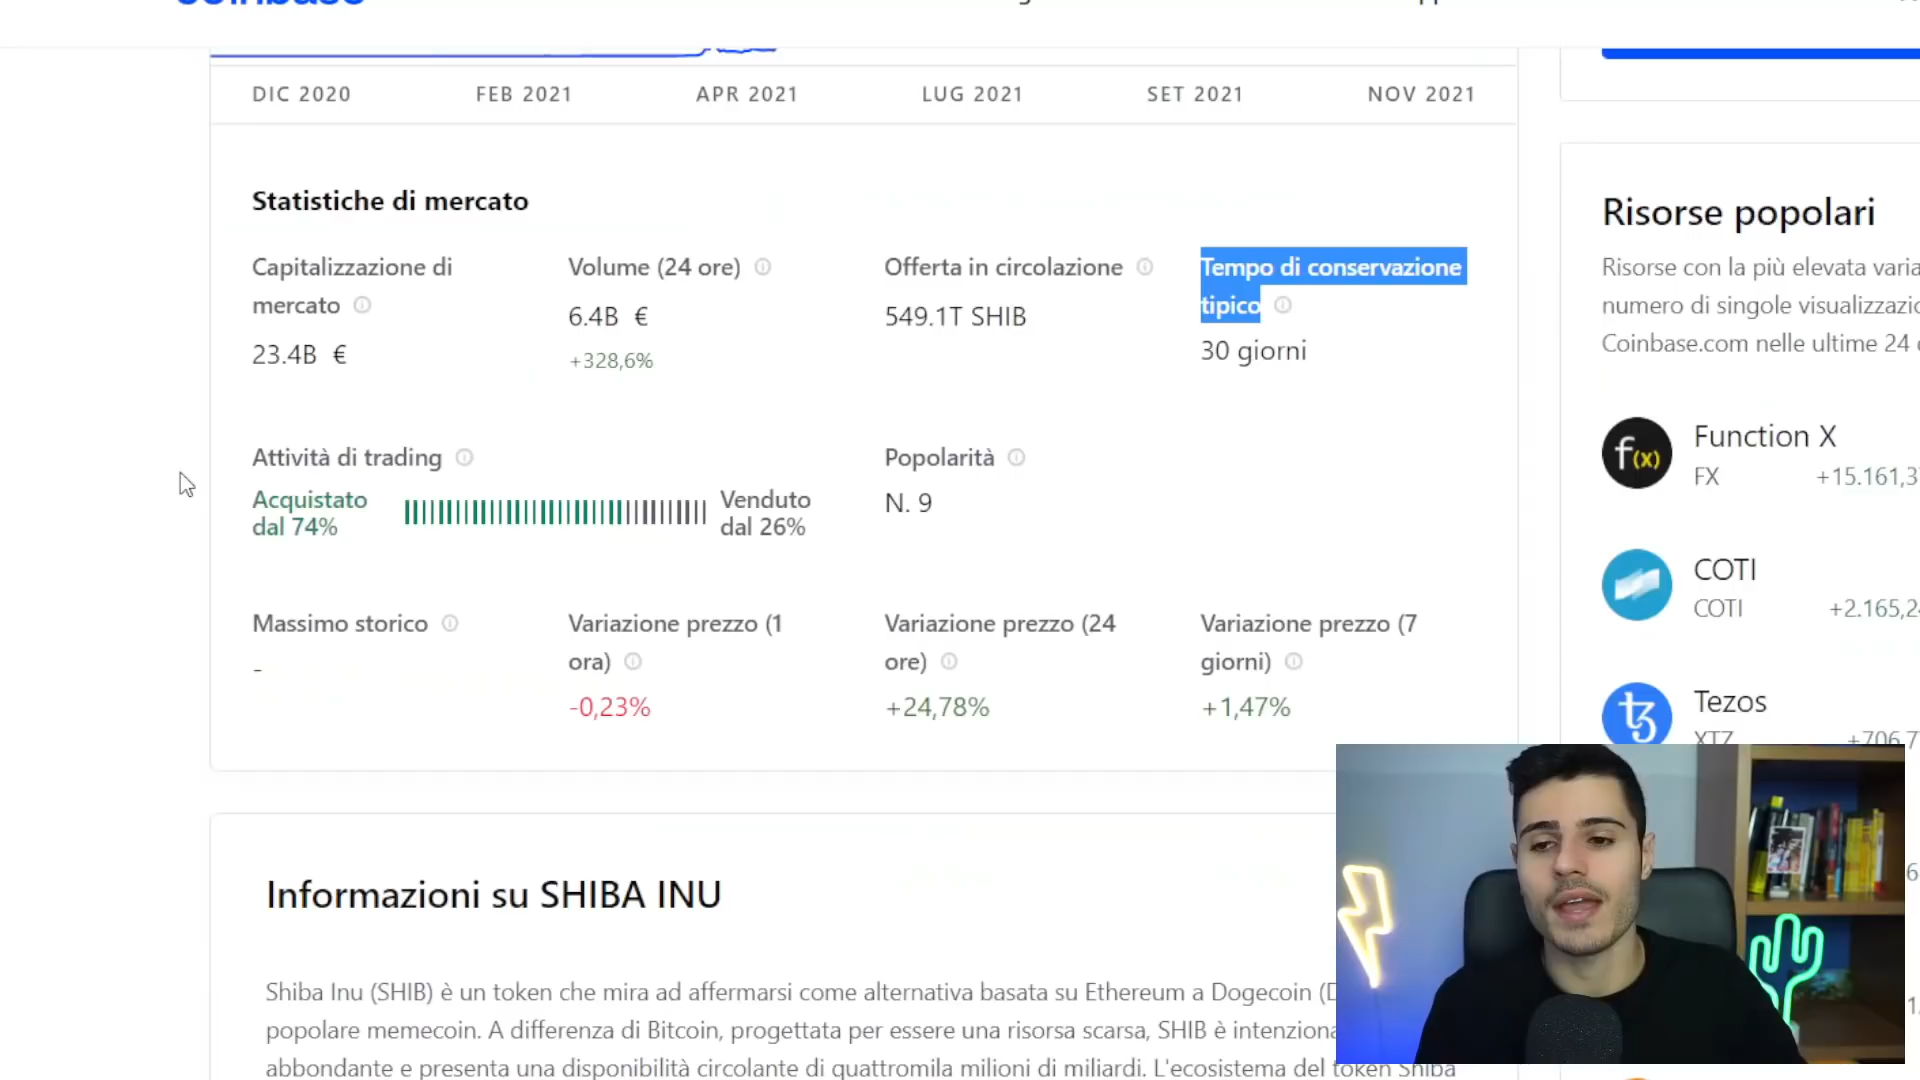 DIC 2020 FEB 2021 APR 2021 LUG 2021 SET 2021 NOV 2021
Statistiche di mercato
Capitalizzazione di
mercato
23.4B €
Volume (24 ore)
6.4B €
+328,6%
Offerta in circolazione
549.1T SHIB
Tempo di conservazione
tipico
30 giorni
Attività di trading
Acquistato
dal 74%
Venduto
dal 26%
Popolarità
N. 9
Massimo storico
-
Variazione prezzo (1
ora)
-0,23%
Variazione prezzo (24
ore)
+24,78%
Variazione prezzo (7
giorni)
+1,47%
Informazioni su SHIBA INU
Shiba Inu (SHIB) è un token che mira ad affermarsi come alternativa basata su Ethereum a Dogecoin (
popolare memecoin. A differenza di Bitcoin, progettata per essere una risorsa scarsa, SHIB è intenziona
abbondante e presenta una disponibilità circolante di quattromila milioni di miliardi. L'ecosistema del token Shiba
Risorse popolari
Risorse con la più elevata varia
numero di singole visualizzazio
Coinbase.com nelle ultime 24
f(x)
Function X
FX +15.161,3
COTI
COTI +2.165,2
Tezos
XTZ +706,7